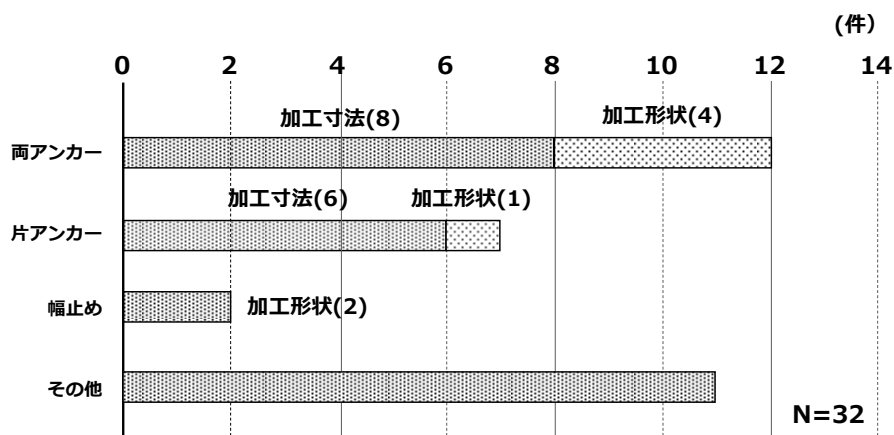 (件)
0 2 4 6 8 10 12 14
加工寸法(8) 加工形状(4)
両アンカー
加工寸法(6) 加工形状(1)
片アンカー
幅止め 加工形状(2)
その他
N=32